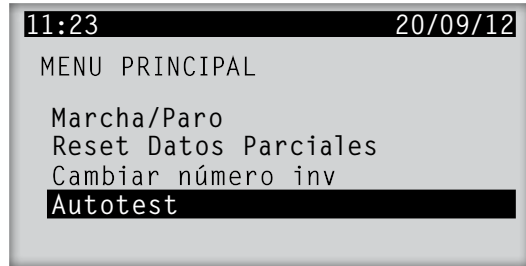 11:23 20/09/12
MENU PRINCIPAL
Marcha/Paro
Reset Datos Parciales
Cambiar número inv
Autotest